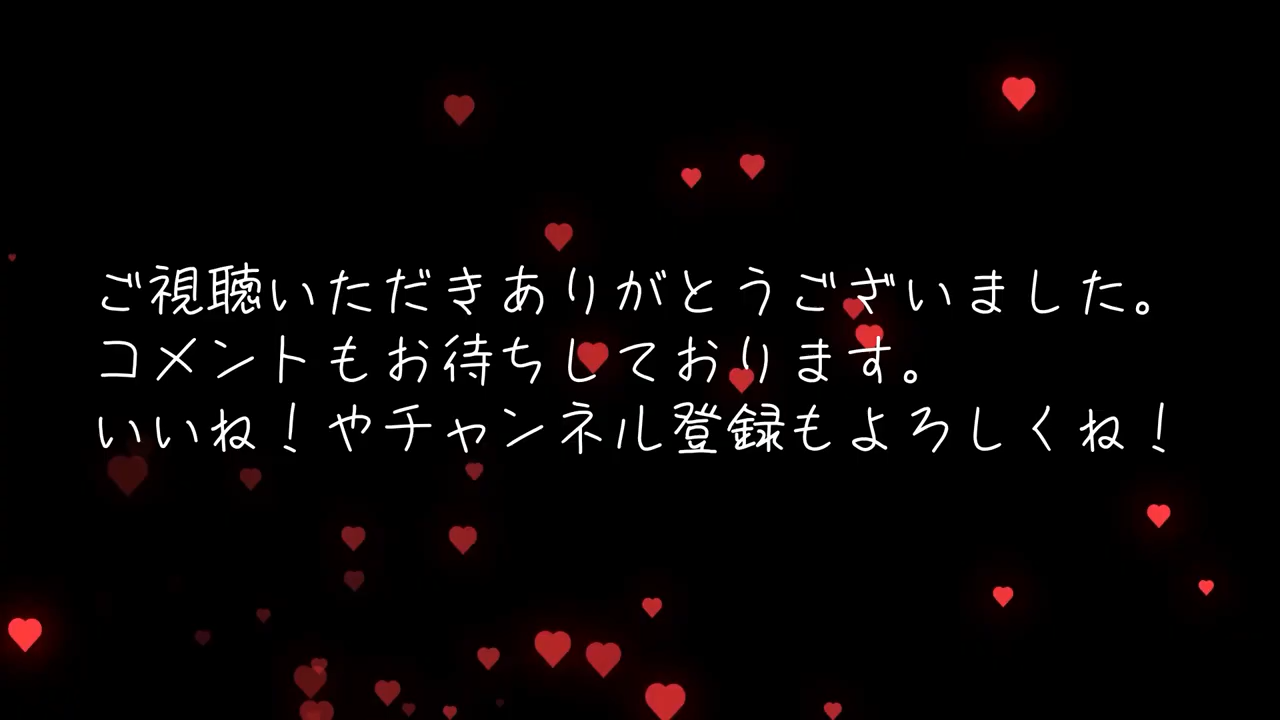 ご視聴いただきありがとうございました。
コメントもお待ちしております。
いいね！やチャンネル登録もよろしくね！